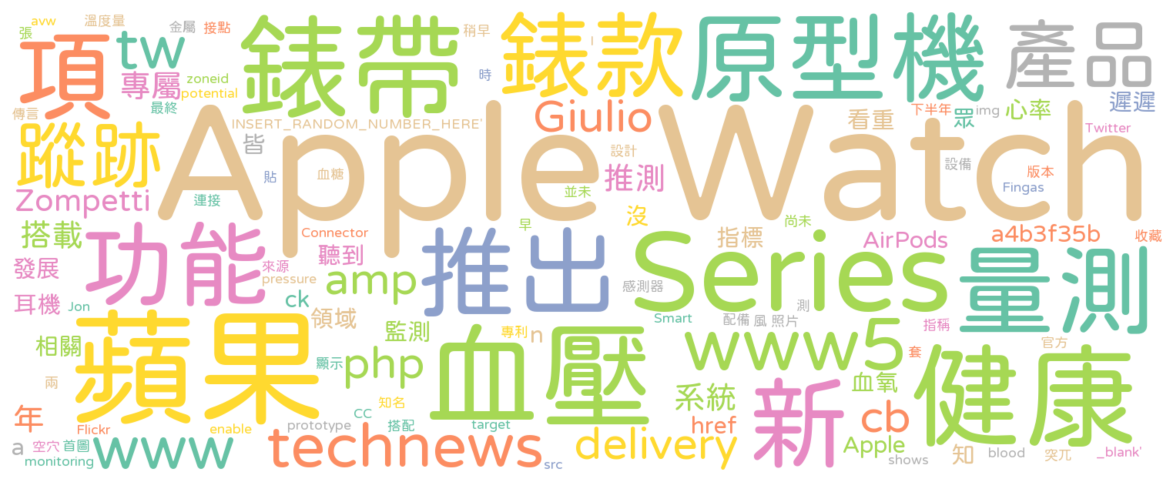 張 avw 溫度量 金屬 接點 稍早
項 tw 錶帶 錶款 原型機 產品
專屬 zoneid 時
potential
傳言 最終 Giulio 看重 下半年 眾 img 心率 遲遲
INSERT_RANDOM_NUMBER_HERE'
蹤跡 Apple Watch Twitter
皆 設計
貼 血糖 推測 設備 版本
Zompetti 連接 並未 Fingas
早 沒
搭載 功能 Connector 推出 Series 尚未 指標 AirPods a4b3f35b 收藏
聽到
發展 來源 amp 感測器 量測
pressure
耳機 Jon ck 領域 Smart 配備 風 照片 測 指稱
相關 蘋果 監測 專利 n www5 官方
顯示 php 血壓 套 健康
兩 知名 系統 血氧
年 Flickr enable cc 搭配 target href 新 cb
prototype
a 空穴 首圖 www technews delivery Apple 知 突兀 _blank'
monitoring src shows blood